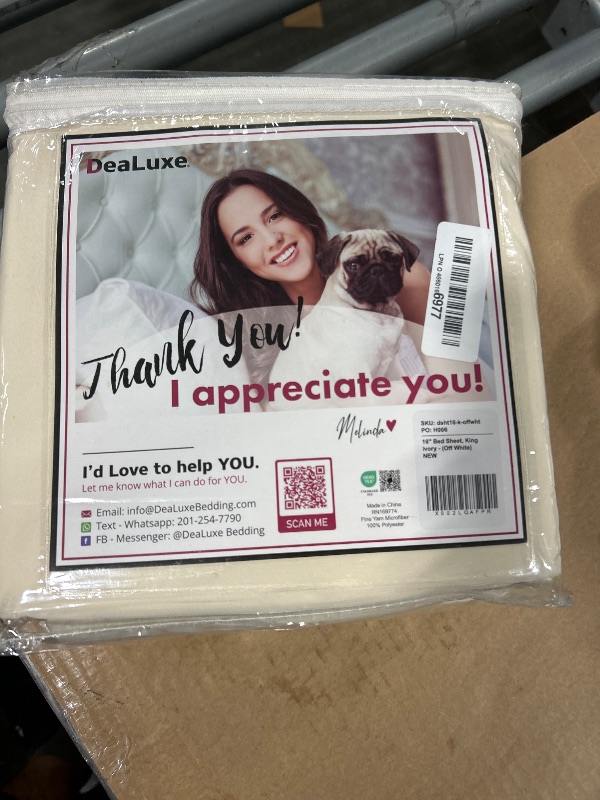 DeaLuxe
Thank You!
I appreciate you!
Melinda
I'd Love to help YOU.
Let me know what I can do for YOU.
Email: info@DeaLuxeBedding.com
Text - Whatsapp: 201-254-7790
FB - Messenger: @DeaLuxe Bedding
SCAN ME
Made in China
RN169774
Fine Yarn Microfiber
100% Polyester
SKU: dsht16-k-offwht
PO: H006
16" Bed Sheet, King
Ivory - (Off White)
NEW
6977